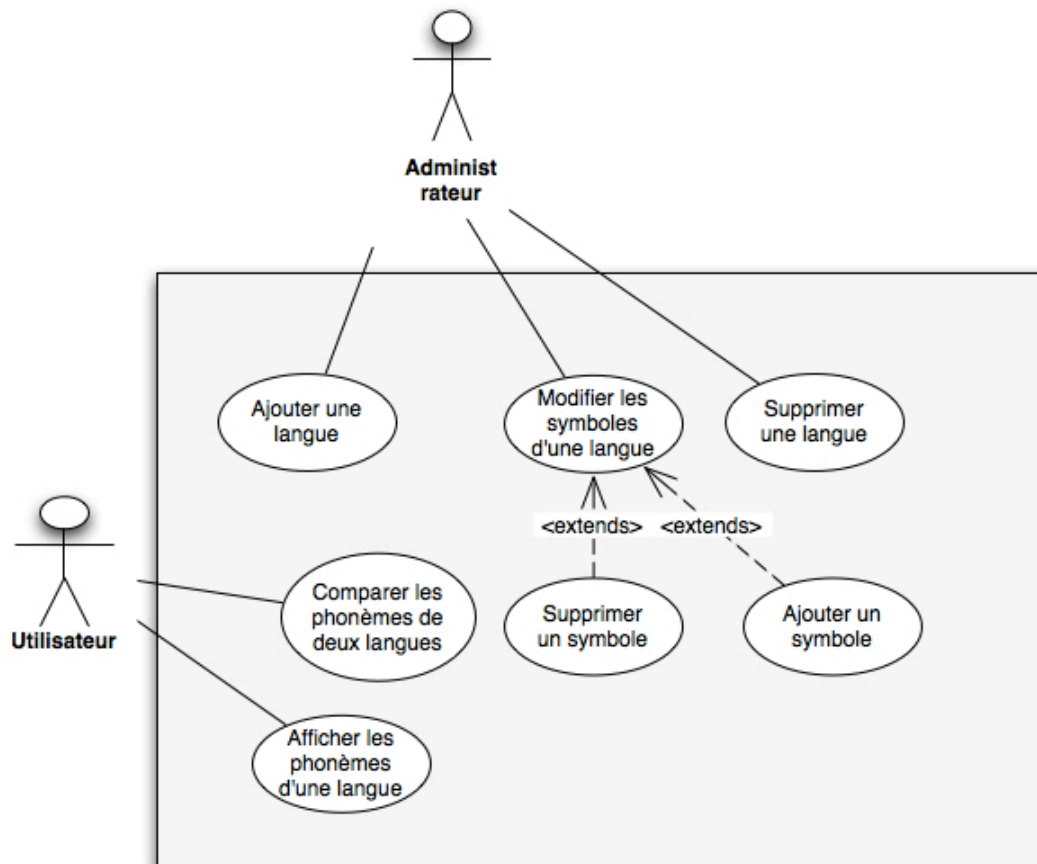 Administ
rateur
Ajouter une
langue
Modifier les
symboles
d'une langue
Supprimer
une langue
<extends>
<extends>
Utilisateur
Comparer les
phonèmes de
deux langues
Supprimer
un symbole
Ajouter un
symbole
Afficher les
phonèmes
d'une langue